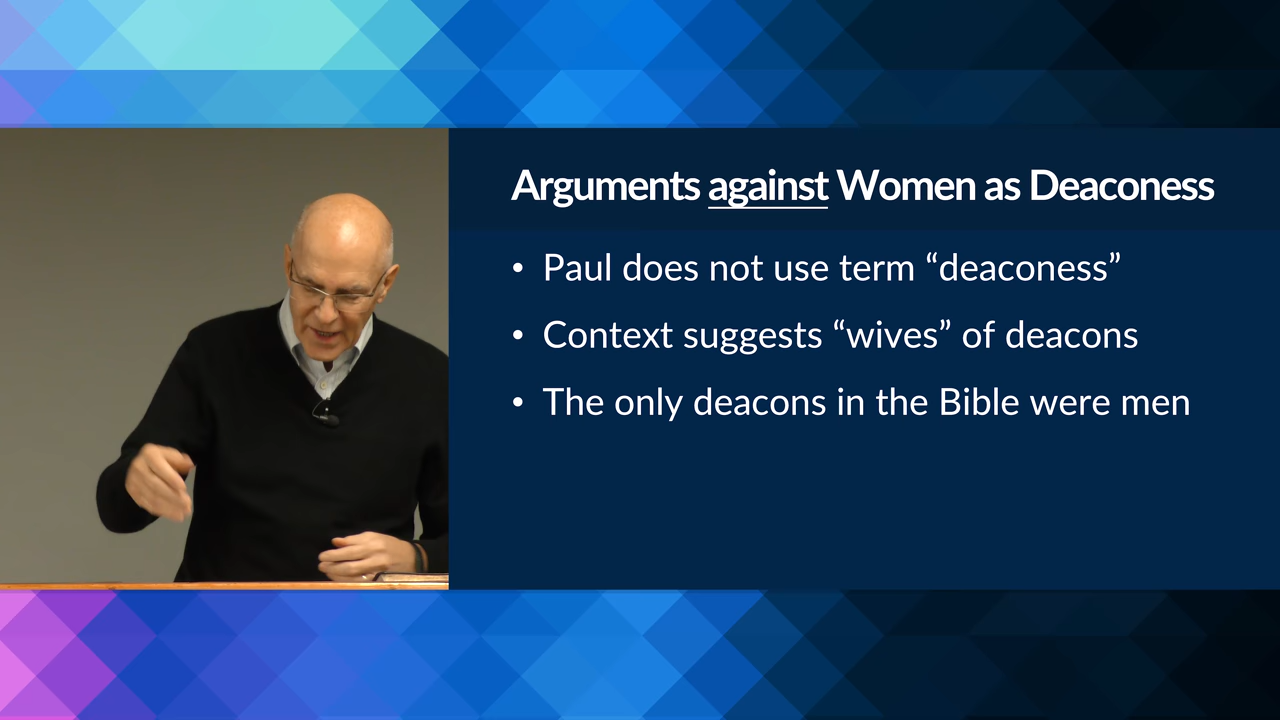 Arguments against Women as Deaconess
• Paul does not use term “deaconess”
• Context suggests “wives” of deacons
• The only deacons in the Bible were men